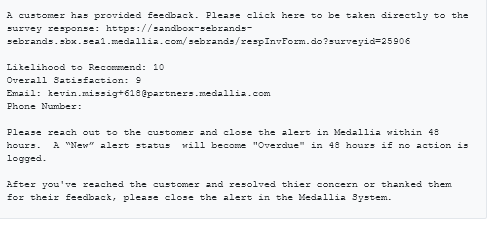 A customer has provided feedback. Please click here to be taken directly to the
survey response: https://sandbox-sebrands-
sebrands.sbx.sea1.medallia.com/sebrands/respInvForm.do?surveyid=25906
Likelihood to Recommend: 10
Overall Satisfaction: 9
Email: kevin.missig+618@partners.medallia.com
Phone Number:
Please reach out to the customer and close the alert in Medallia within 48
hours.  A “New” alert status  will become "Overdue" in 48 hours if no action is
logged.
After you've reached the customer and resolved thier concern or thanked them
for their feedback, please close the alert in the Medallia System.